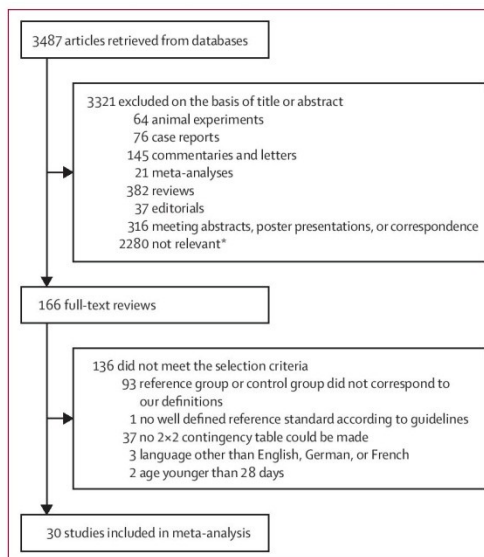 3487 articles retrieved from databases
3321 excluded on the basis of title or abstract
64 animal experiments
76 case reports
145 commentaries and letters
21 meta-analyses
382 reviews
37 editorials
316 meeting abstracts, poster presentations, or correspondence
2280 not relevant*
166 full-text reviews
136 did not meet the selection criteria
93 reference group or control group did not correspond to
our definitions
1 no well defined reference standard according to guidelines
37 no 2×2 contingency table could be made
3 language other than English, German, or French
2 age younger than 28 days
30 studies included in meta-analysis